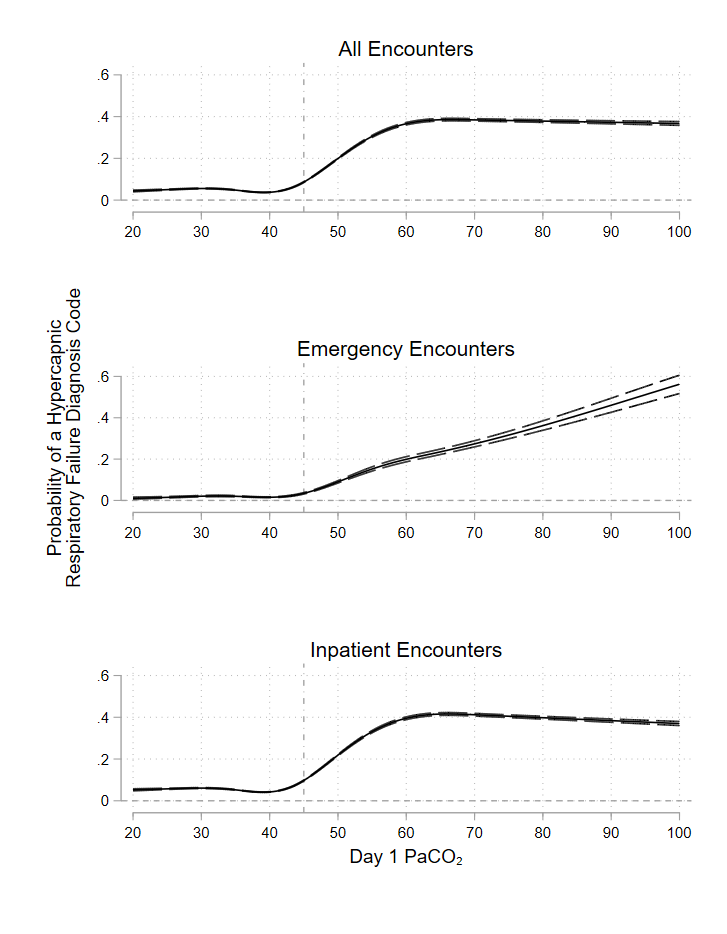 All Encounters
.6
.4
.2
0
20 30 40 50 60 70 80 90 100
Probability of a Hypercapnic
Respiratory Failure Diagnosis Code
Emergency Encounters
.6
.4
.2
0
20 30 40 50 60 70 80 90 100
Inpatient Encounters
.6
.4
.2
0
20 30 40 50 60 70 80 90 100
Day 1 PaCO₂